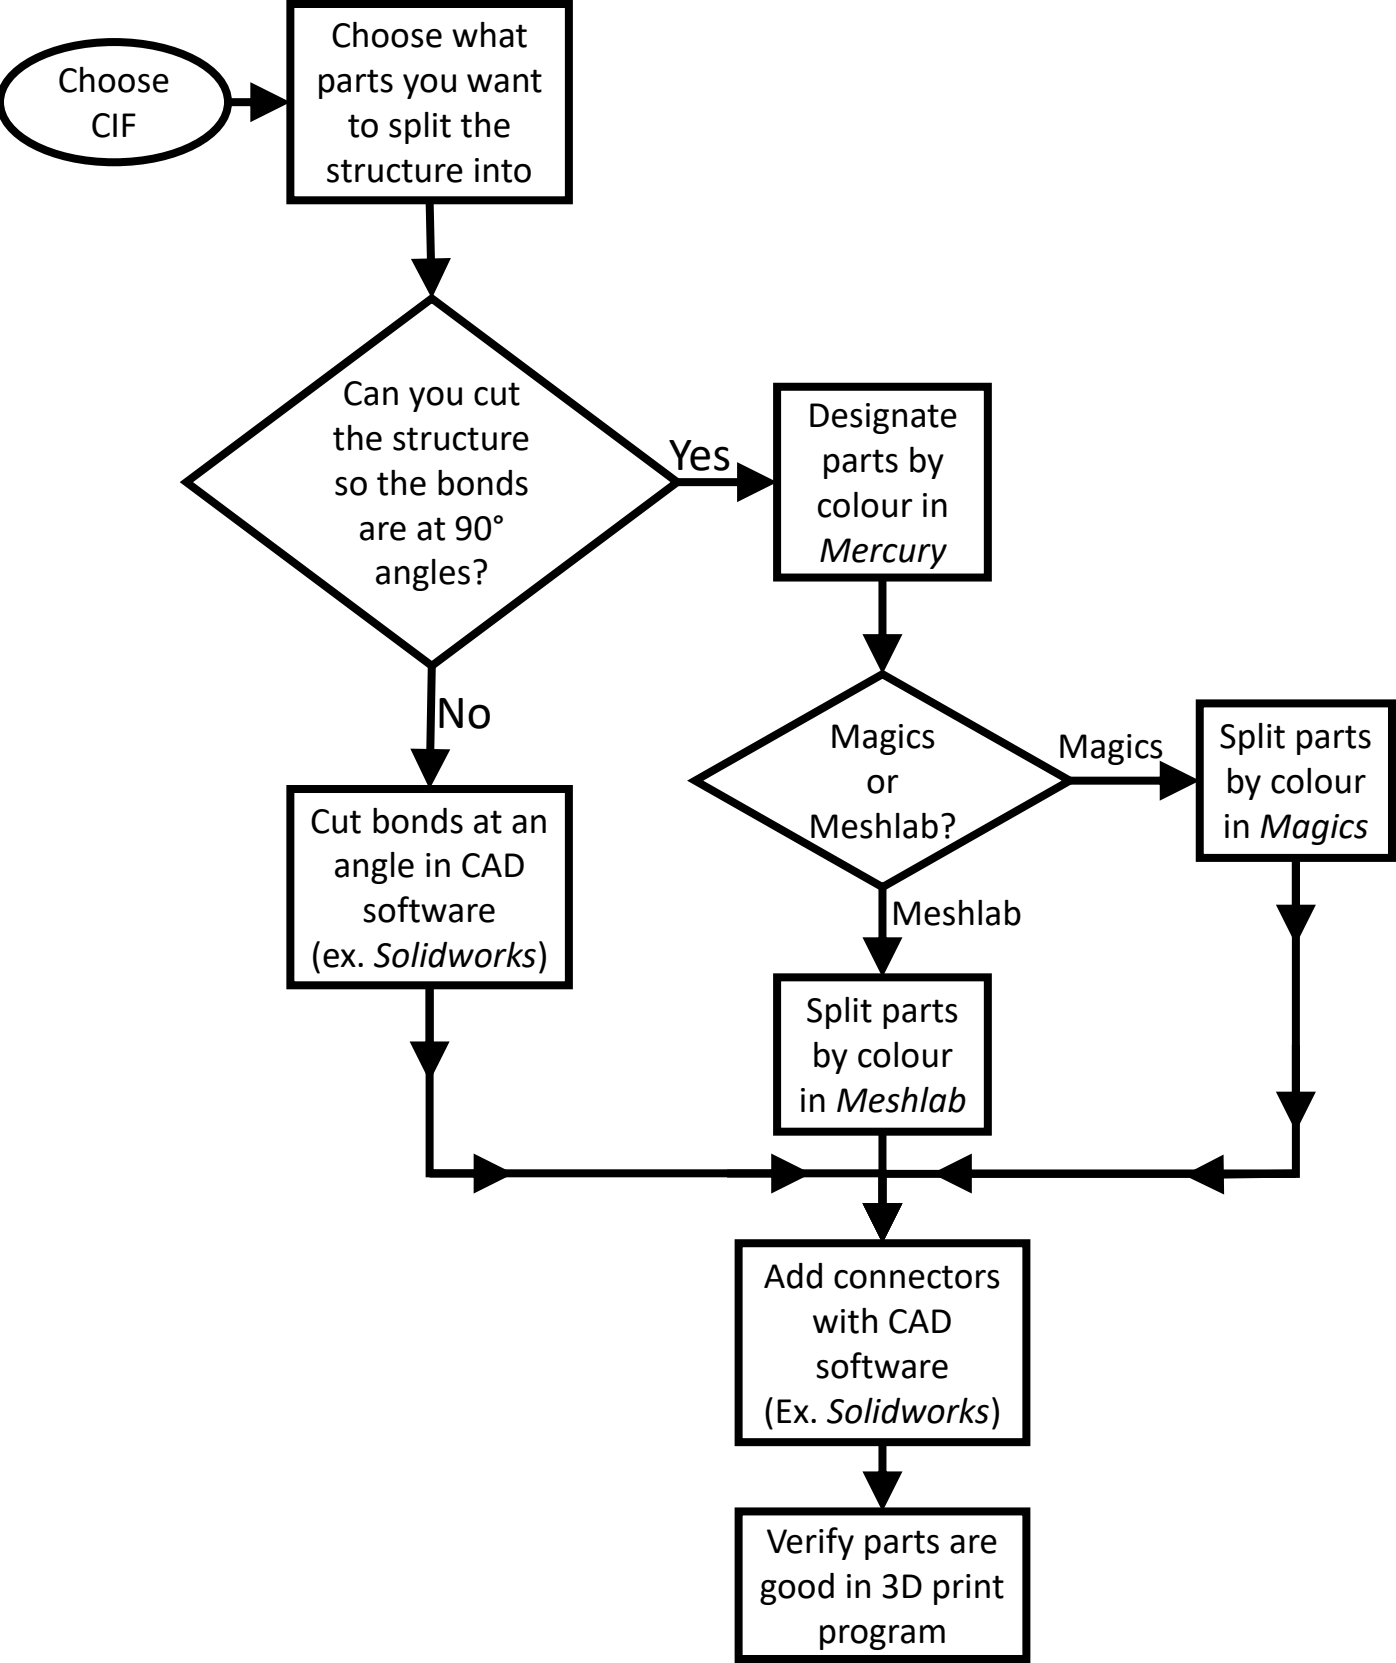 Choose
CIF
Choose what
parts you want
to split the
structure into
Can you cut
the structure
so the bonds
are at 90°
angles?
Yes
Designate
parts by
colour in
Mercury
No
Cut bonds at an
angle in CAD
software
(ex. Solidworks)
Magics
or
Meshlab?
Magics
Split parts
by colour
in Magics
Meshlab
Split parts
by colour
in Meshlab
Add connectors
with CAD
software
(Ex. Solidworks)
Verify parts are
good in 3D print
program